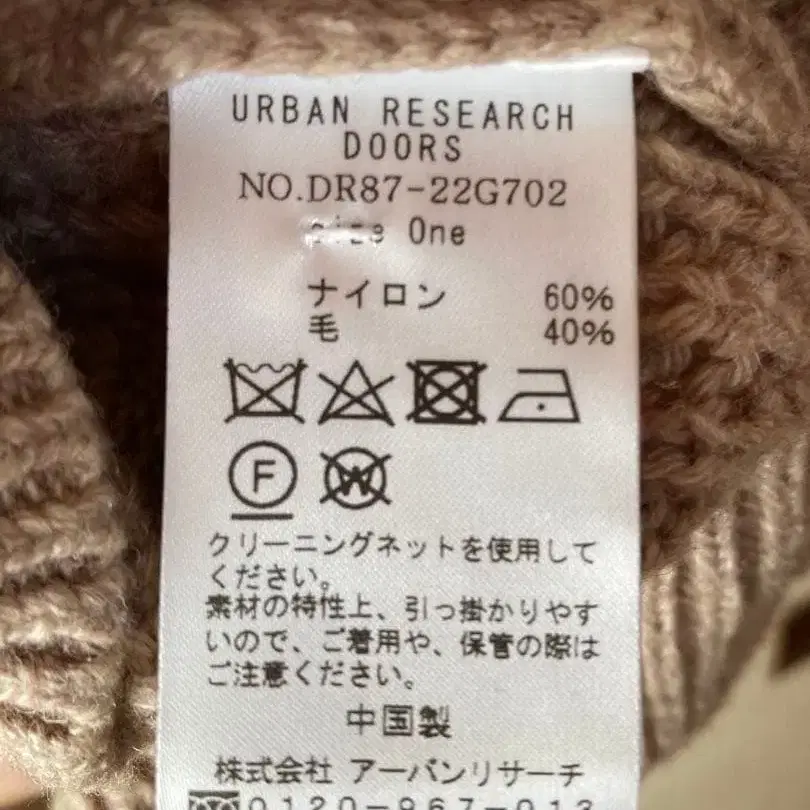 URBAN RESEARCH
DOORS
NO.DR87-22G702
size One
ナイロン 60%
毛 40%
F W
クリーニングネットを使用して
ください。
素材の特性上、引っ掛かりやす
いので、ご着用や、保管の際は
ご注意ください。
中国製
株式会社 アーバンリサーチ
0120-967-013